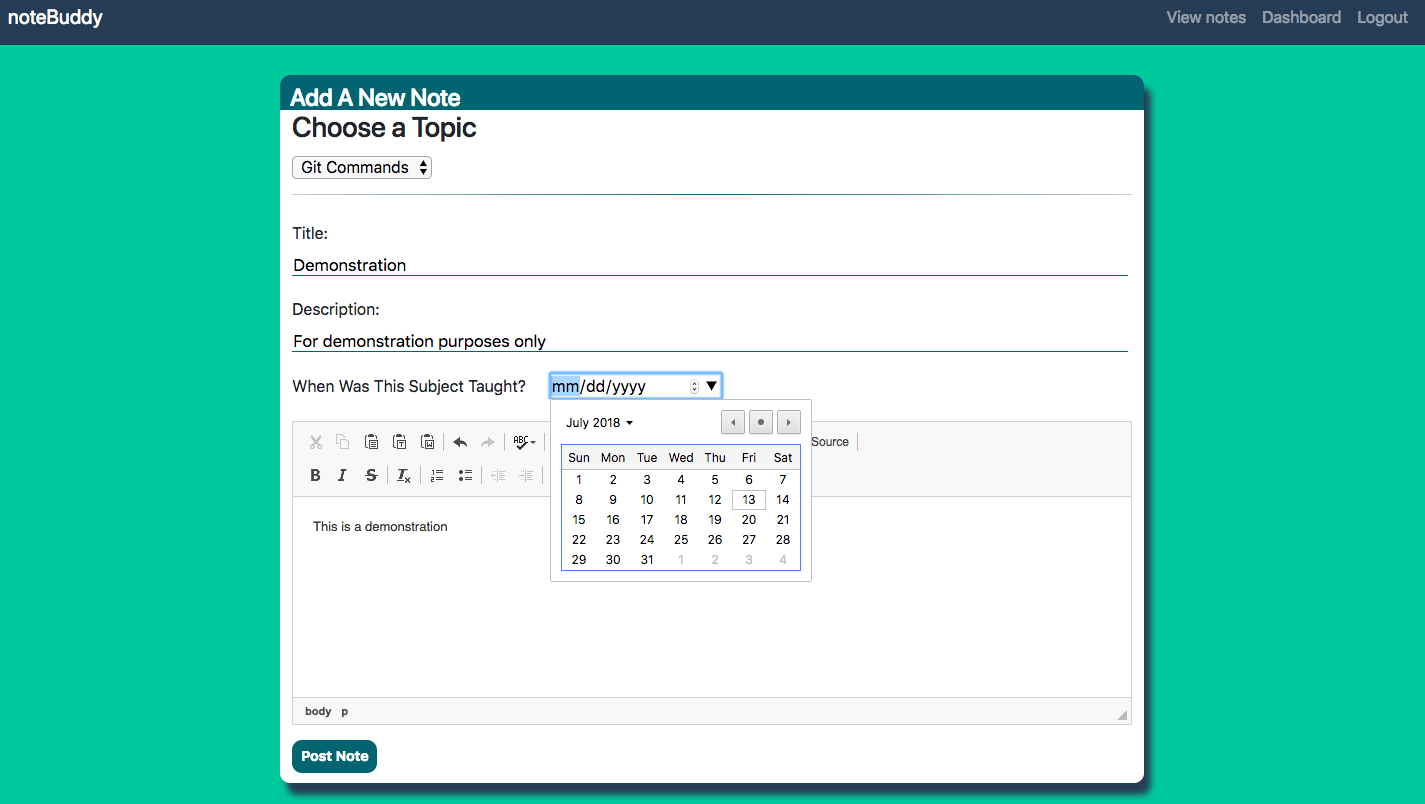 noteBuddy
View notes Dashboard Logout
Add A New Note
Choose a Topic
Git Commands
Title:
Demonstration
Description:
For demonstration purposes only
When Was This Subject Taught? mm/dd/yyyy
July 2018
Sun Mon Tue Wed Thu Fri Sat
1 2 3 4 5 6 7
8 9 10 11 12 13 14
15 16 17 18 19 20 21
22 23 24 25 26 27 28
29 30 31 1 2 3 4
ABC
Source
B I S Tx
This is a demonstration
body p
Post Note